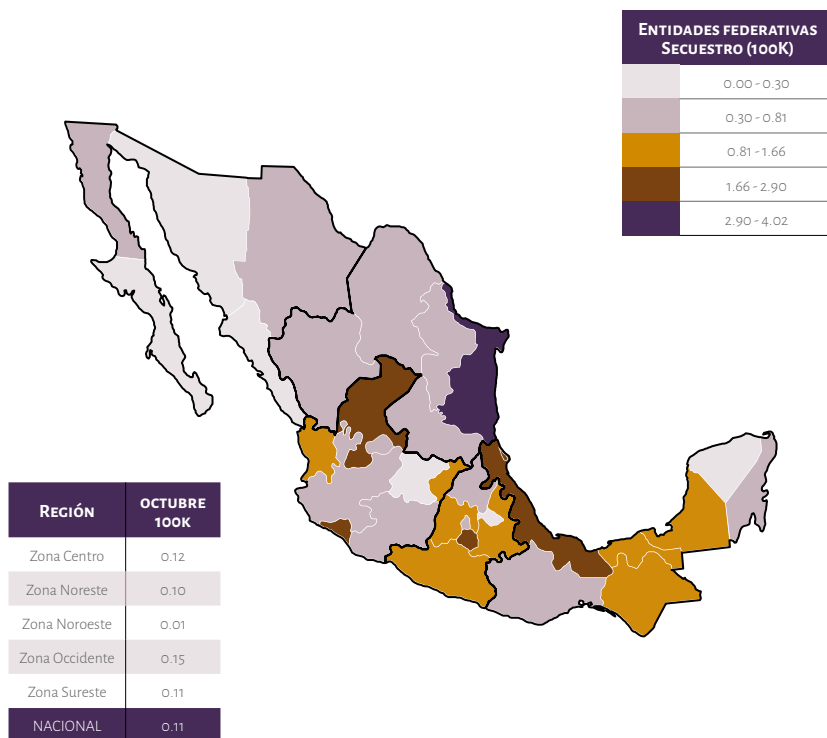 Entidades federativas
Secuestro (100K)
0.00 - 0.30
0.30 - 0.81
0.81 - 1.66
1.66 - 2.90
2.90 - 4.02
Región
octubre
100k
Zona Centro 0.12
Zona Noreste 0.10
Zona Noroeste 0.01
Zona Occidente 0.15
Zona Sureste 0.11
NACIONAL 0.11